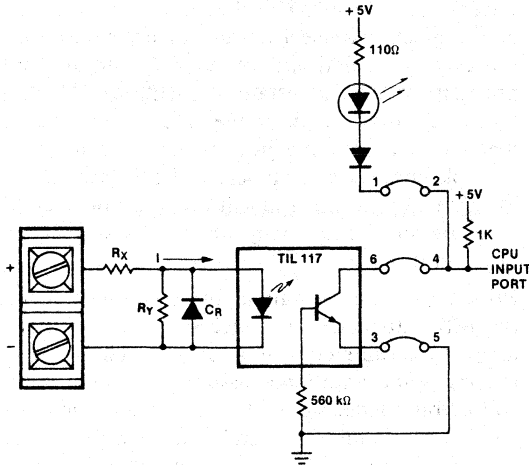 + 5V
110Ω
1 2
+ 5V
1K
TIL 117
RX I
+
6 4
CPU
INPUT
PORT
RY CR
−
3 5
560 kΩ